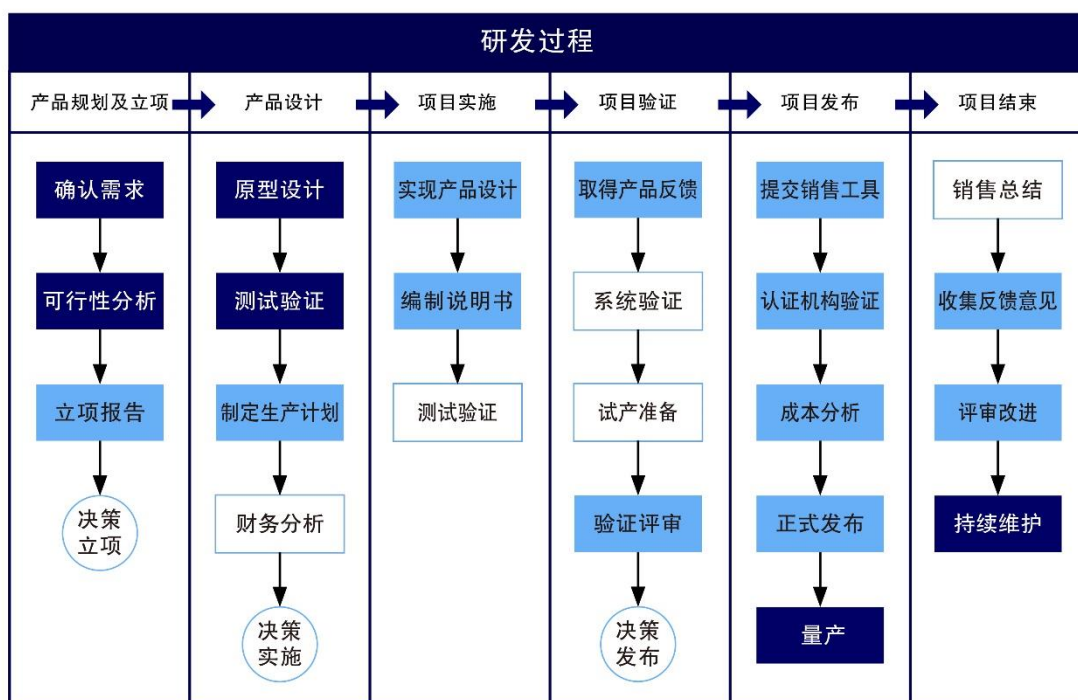 研发过程
产品规划及立项
产品设计
项目实施
项目验证
项目发布
项目结束
确认需求
可行性分析
立项报告
决策
立项
原型设计
测试验证
制定生产计划
财务分析
决策
实施
实现产品设计
编制说明书
测试验证
取得产品反馈
系统验证
试产准备
验证评审
决策
发布
提交销售工具
认证机构验证
成本分析
正式发布
量产
销售总结
收集反馈意见
评审改进
持续维护